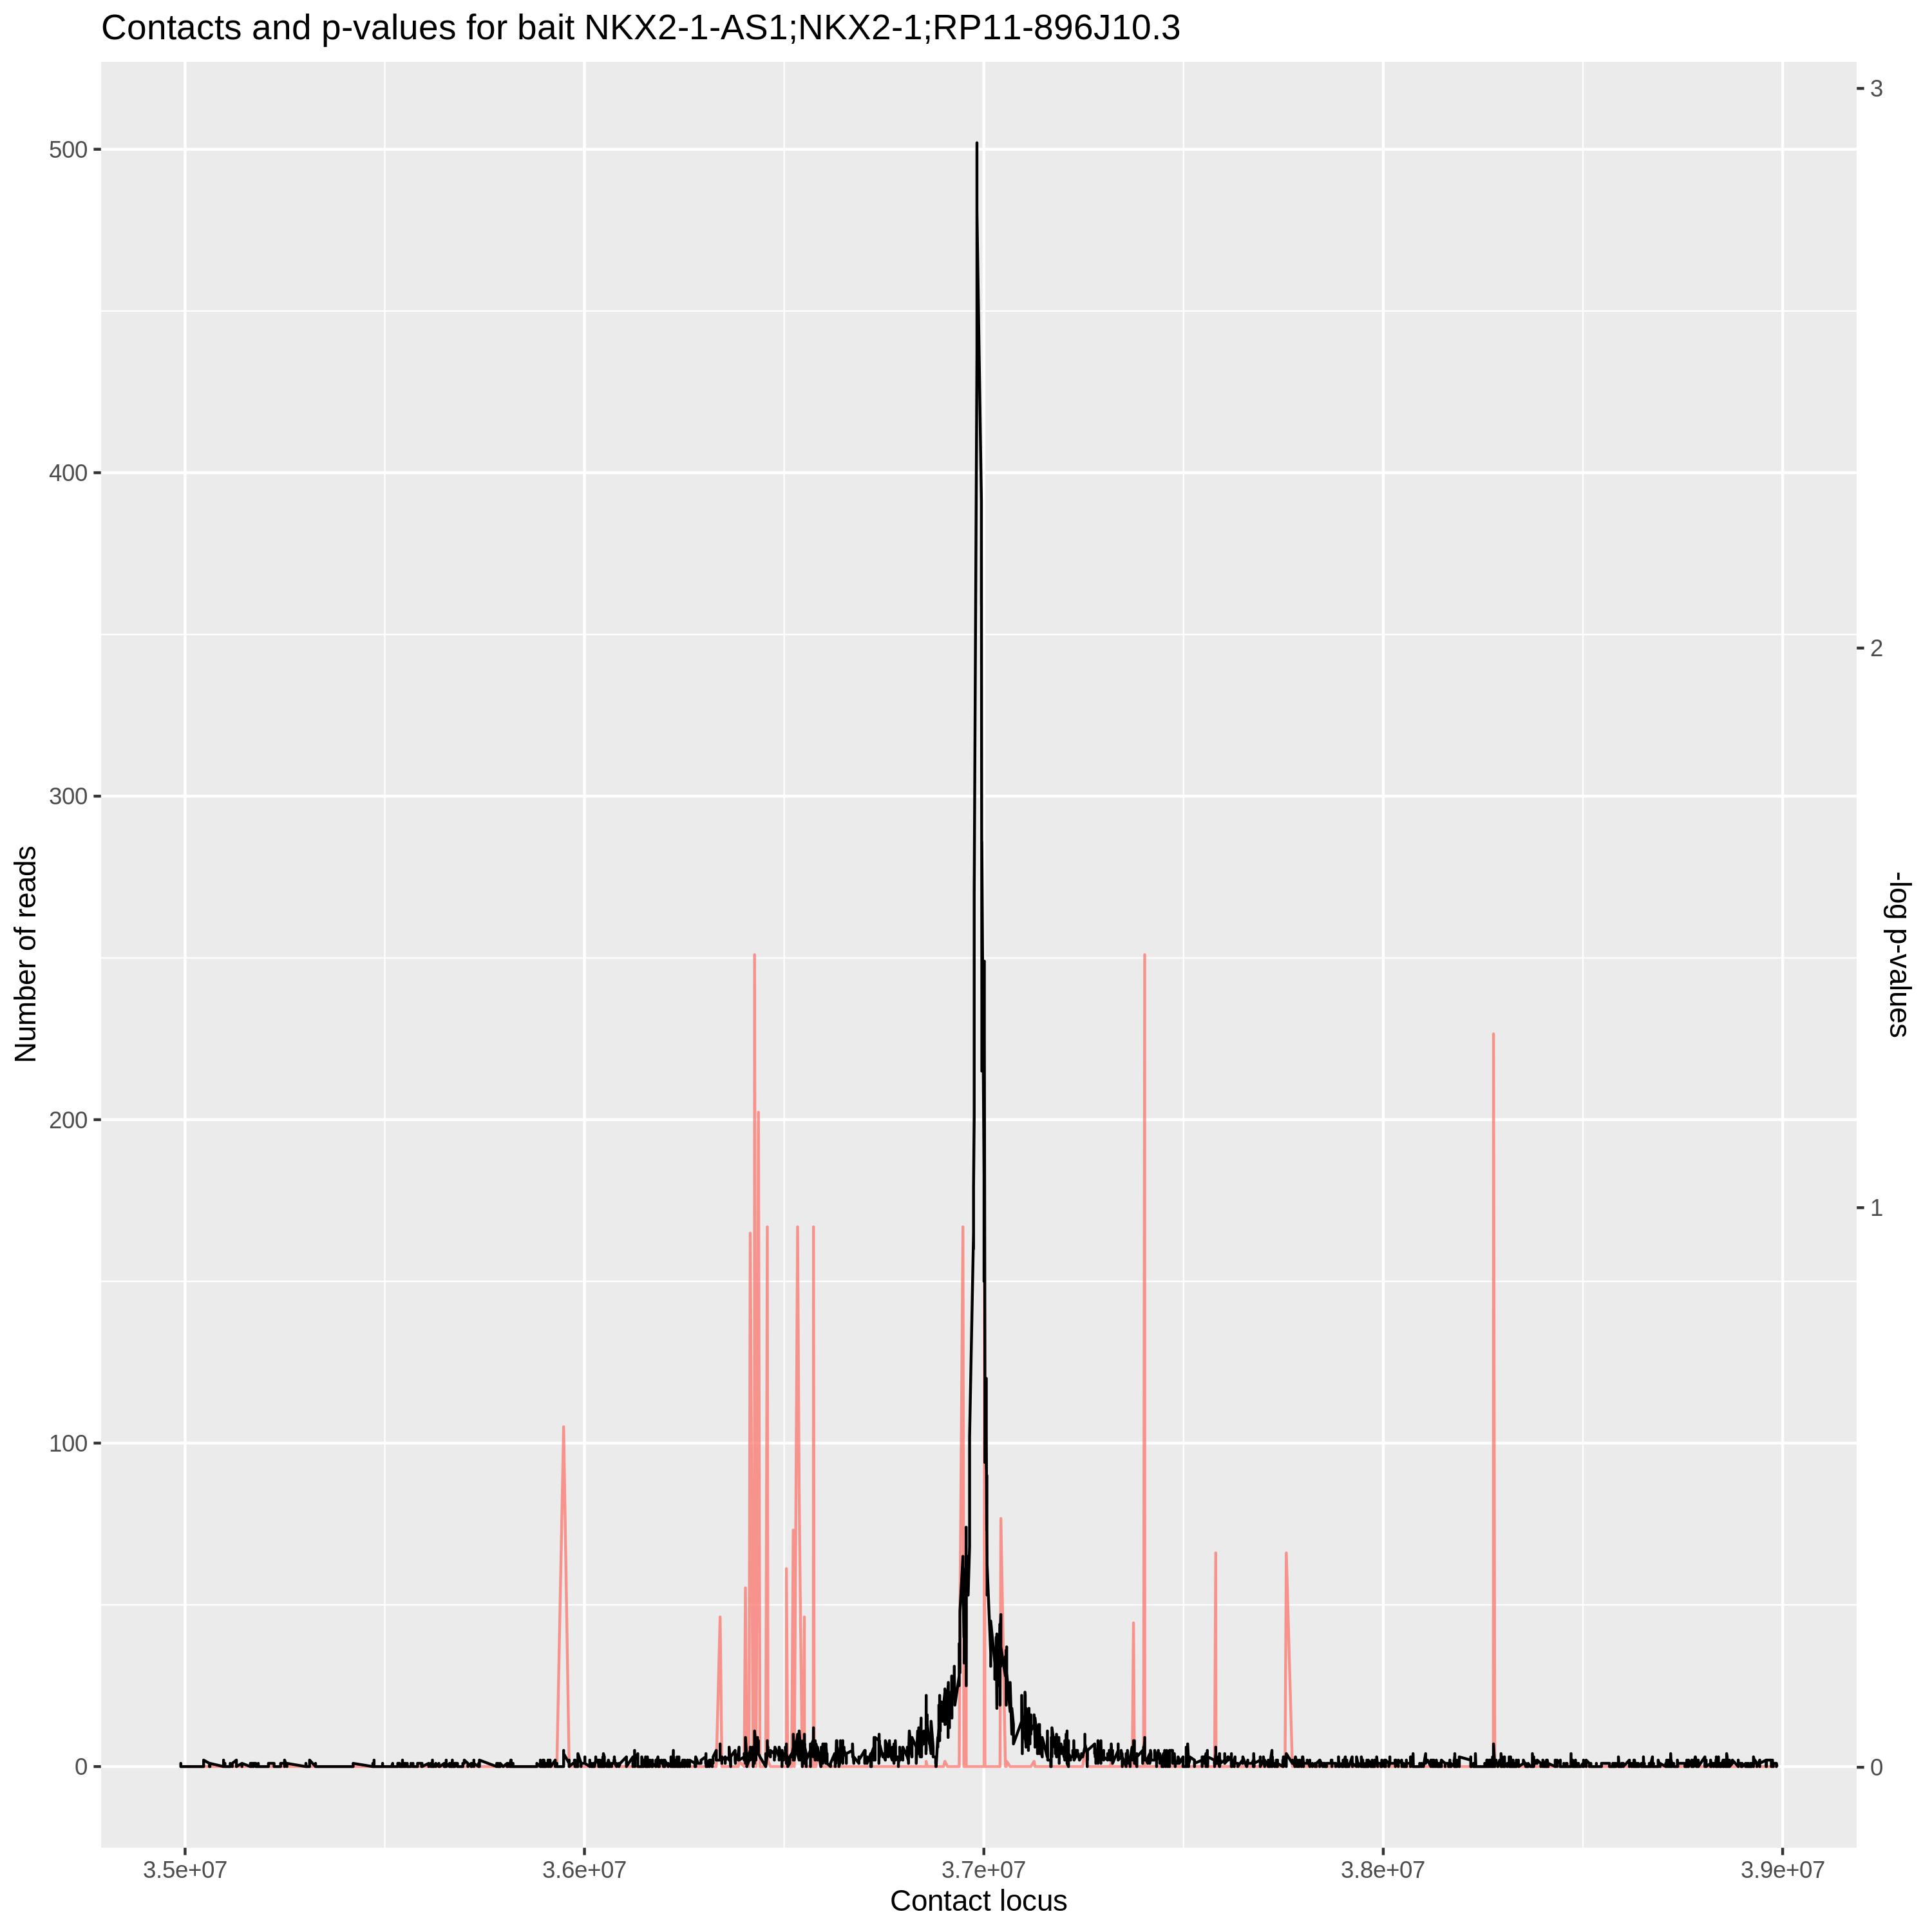 Contacts and p-values for bait NKX2-1-AS1;NKX2-1;RP11-896J10.3
500
400
300
200
100
0
Number of reads
3
2
1
0
-log p-values
3.5e+07 3.6e+07 3.7e+07 3.8e+07 3.9e+07
Contact locus